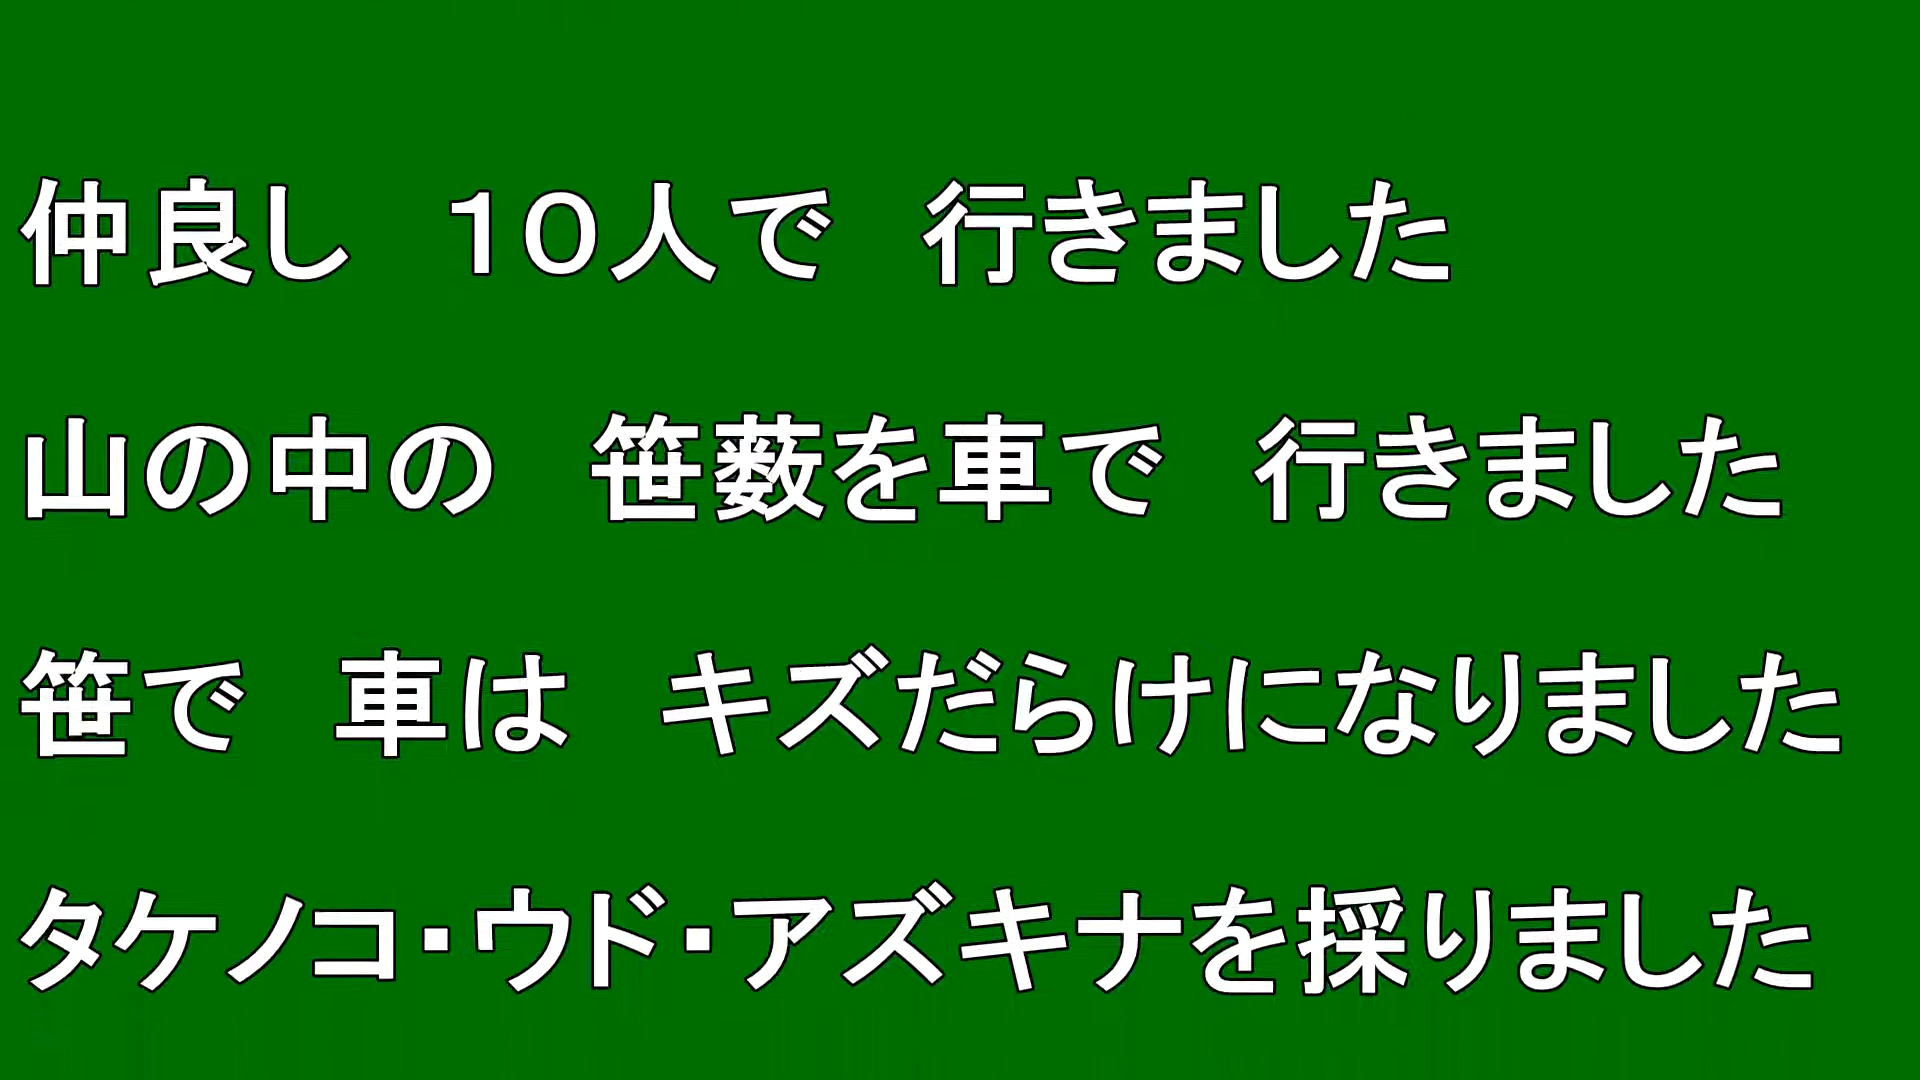 仲良し　１０人で　行きました
山の中の　笹薮を車で　行きました
笹で　車は　キズだらけになりました
タケノコ・ウド・アズキナを採りました